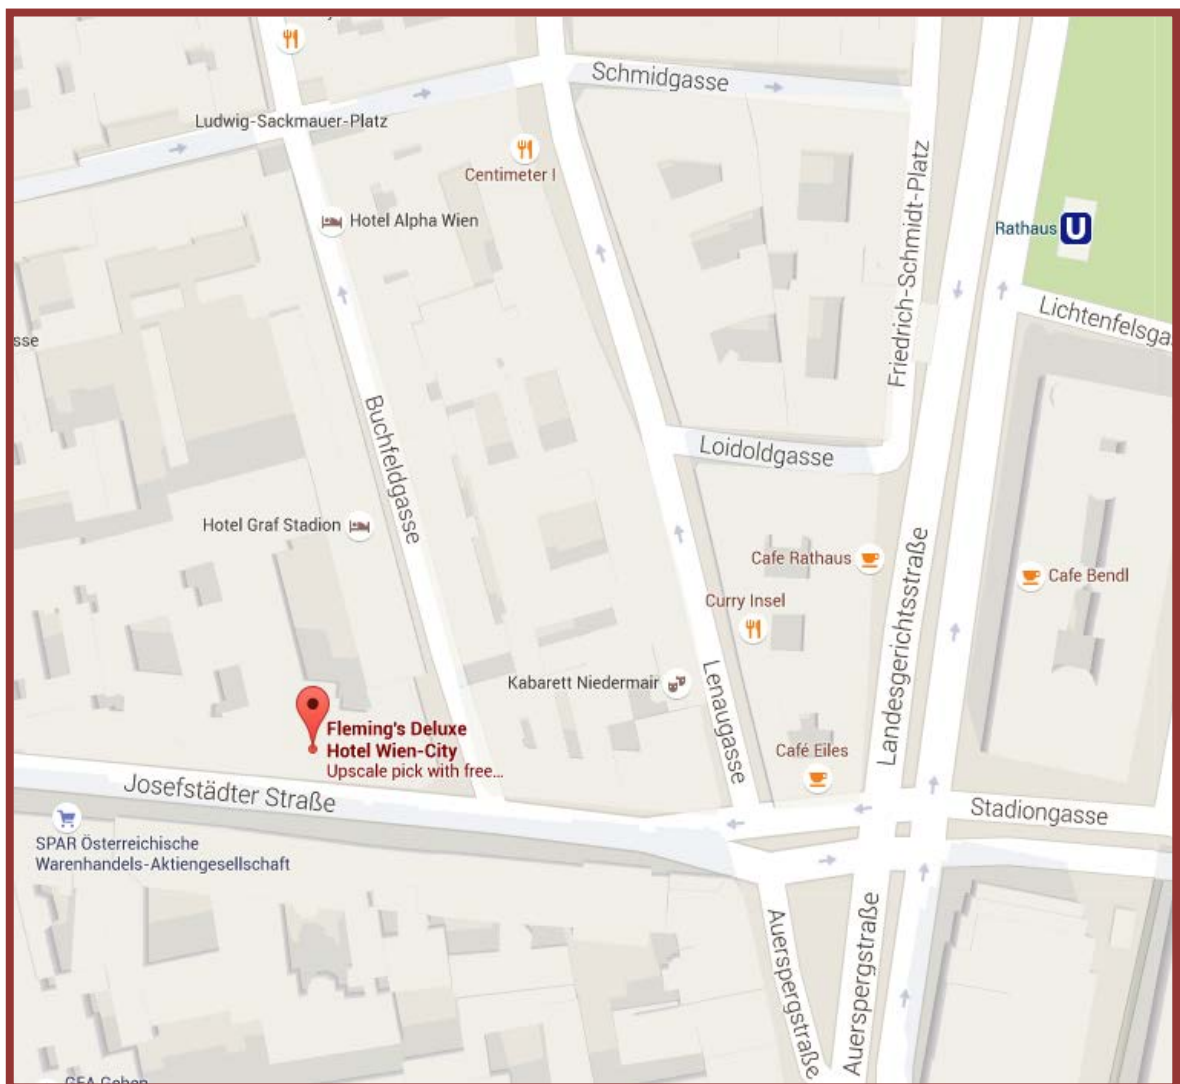 Schmidgasse
Ludwig-Sackmauer-Platz
Centimeter I
Hotel Alpha Wien
Friedrich-Schmidt-Platz
Rathaus U
Lichtenfelsga
sse
Buchfeldgasse
Loidoldgasse
Hotel Graf Stadion
Landesgerichtsstraße
Cafe Rathaus
Cafe Bendl
Curry Insel
Kabarett Niedermair
Lenaugasse
Fleming's Deluxe
Hotel Wien-City
Upscale pick with free...
Café Eiles
Josefstädter Straße
Stadiongasse
SPAR Österreichische
Warenhandels-Aktiengesellschaft
Auerspergstraße
Auerspergstraße